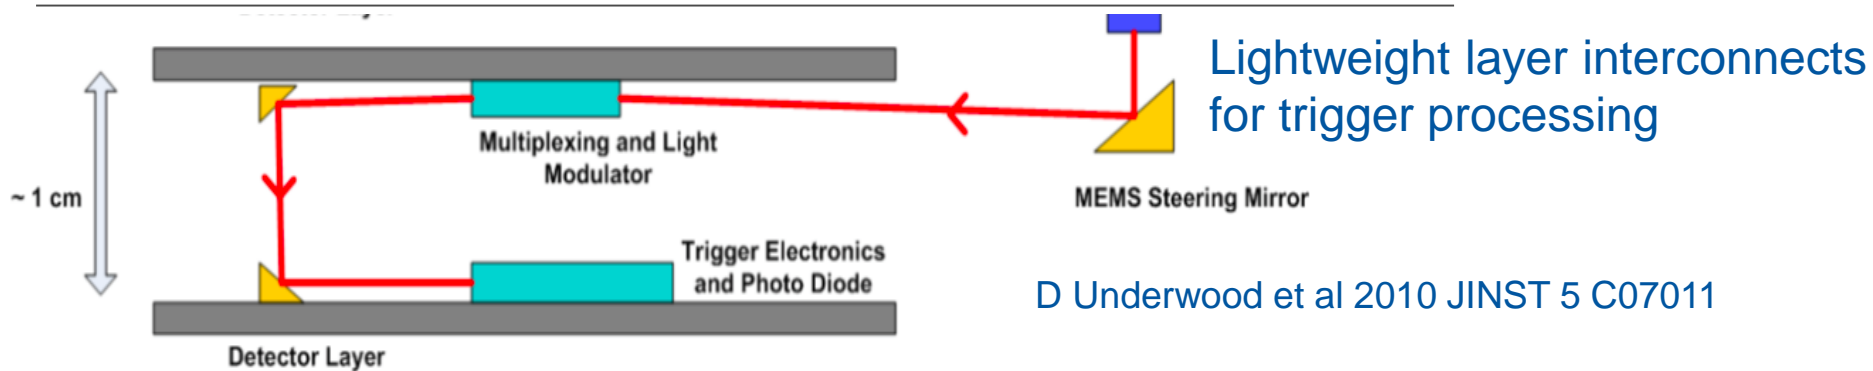 Lightweight layer interconnects
for trigger processing
Multiplexing and Light
Modulator
~ 1 cm
MEMS Steering Mirror
Trigger Electronics
and Photo Diode
D Underwood et al 2010 JINST 5 C07011
Detector Layer